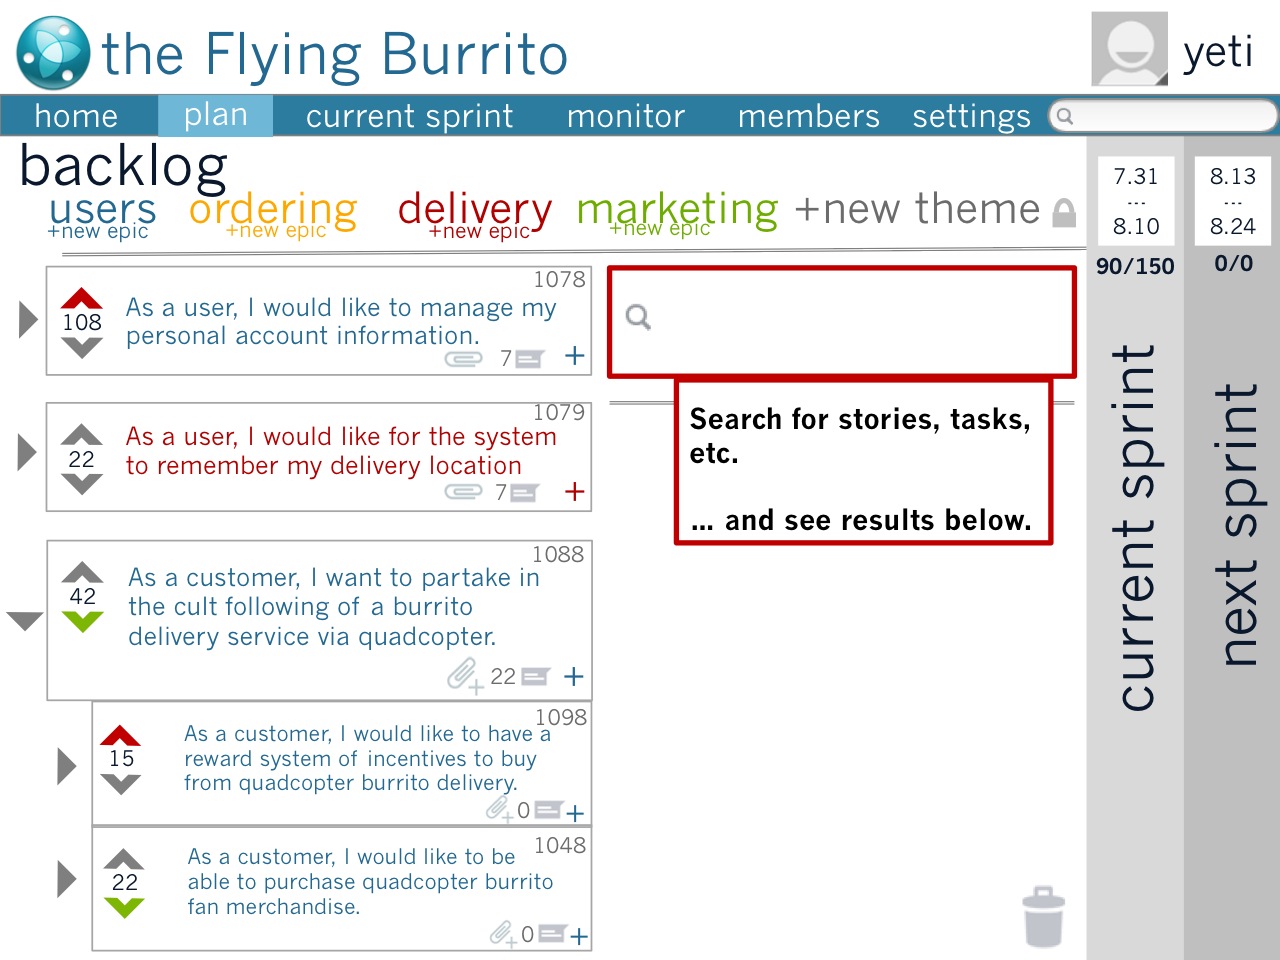 the Flying Burrito
yeti
home plan current sprint monitor members settings
backlog
users ordering delivery marketing +new theme
+new epic +new epic +new epic +new epic
1078
108
As a user, I would like to manage my
personal account information.
7 +
1079
22
As a user, I would like for the system
to remember my delivery location
7 +
1088
42
As a customer, I want to partake in
the cult following of a burrito
delivery service via quadcopter.
22 +
1098
15
As a customer, I would like to have a
reward system of incentives to buy
from quadcopter burrito delivery.
0 +
1048
22
As a customer, I would like to be
able to purchase quadcopter burrito
fan merchandise.
0 +
Search for stories, tasks,
etc.
... and see results below.
7.31
...
8.10
90/150
current sprint
8.13
...
8.24
0/0
next sprint